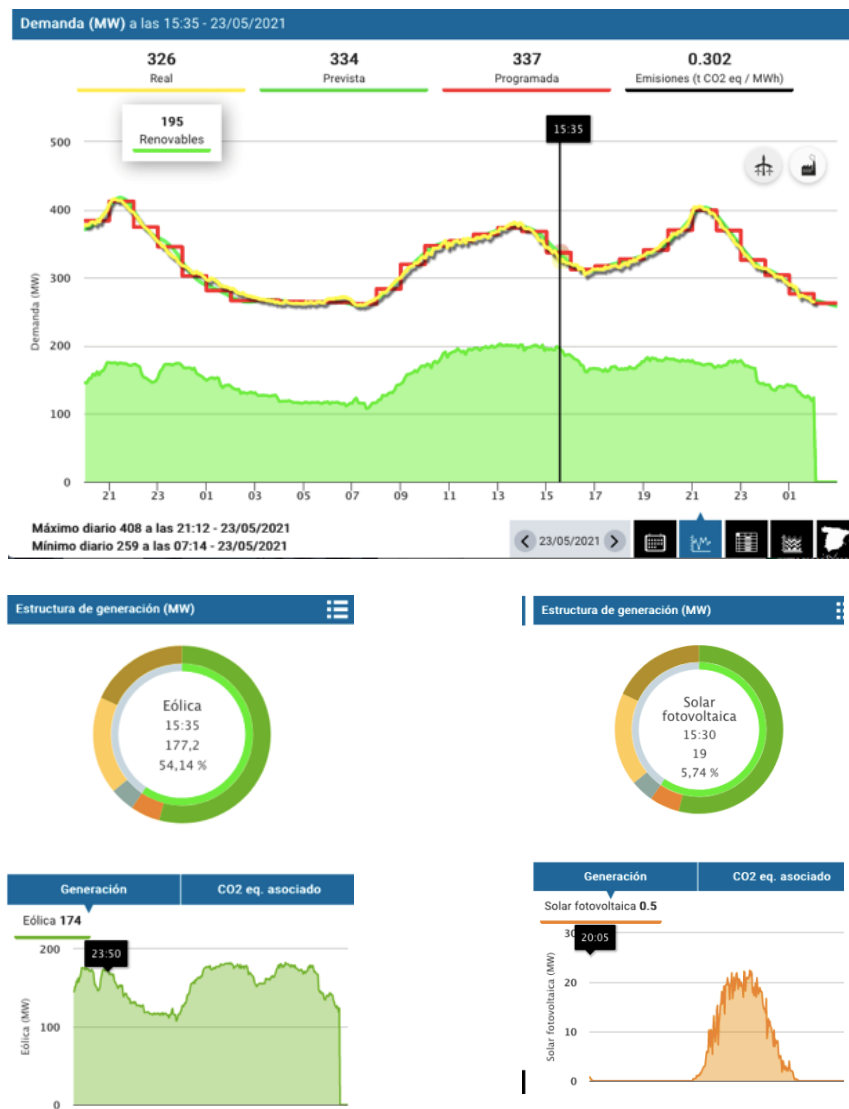 Demanda (MW) a las 15:35 - 23/05/2021
326 334 337 0.302
Real Prevista Programada Emisiones (t CO2 eq / MWh)
195
Renovables
15:35
500
400
300
200
100
0
Demanda (MW)
21 23 01 03 05 07 09 11 13 15 17 19 21 23 01
Máximo diario 408 a las 21:12 - 23/05/2021
Mínimo diario 259 a las 07:14 - 23/05/2021
23/05/2021
Estructura de generación (MW)
Eólica
15:35
177,2
54,14 %
Estructura de generación (MW)
Solar
fotovoltaica
15:30
19
5,74 %
Generación CO2 eq. asociado
Eólica 174
23:50
200
100
0
Eólica (MW)
Generación CO2 eq. asociado
Solar fotovoltaica 0.5
20:05
20
10
0
Solar fotovoltaica (MW)